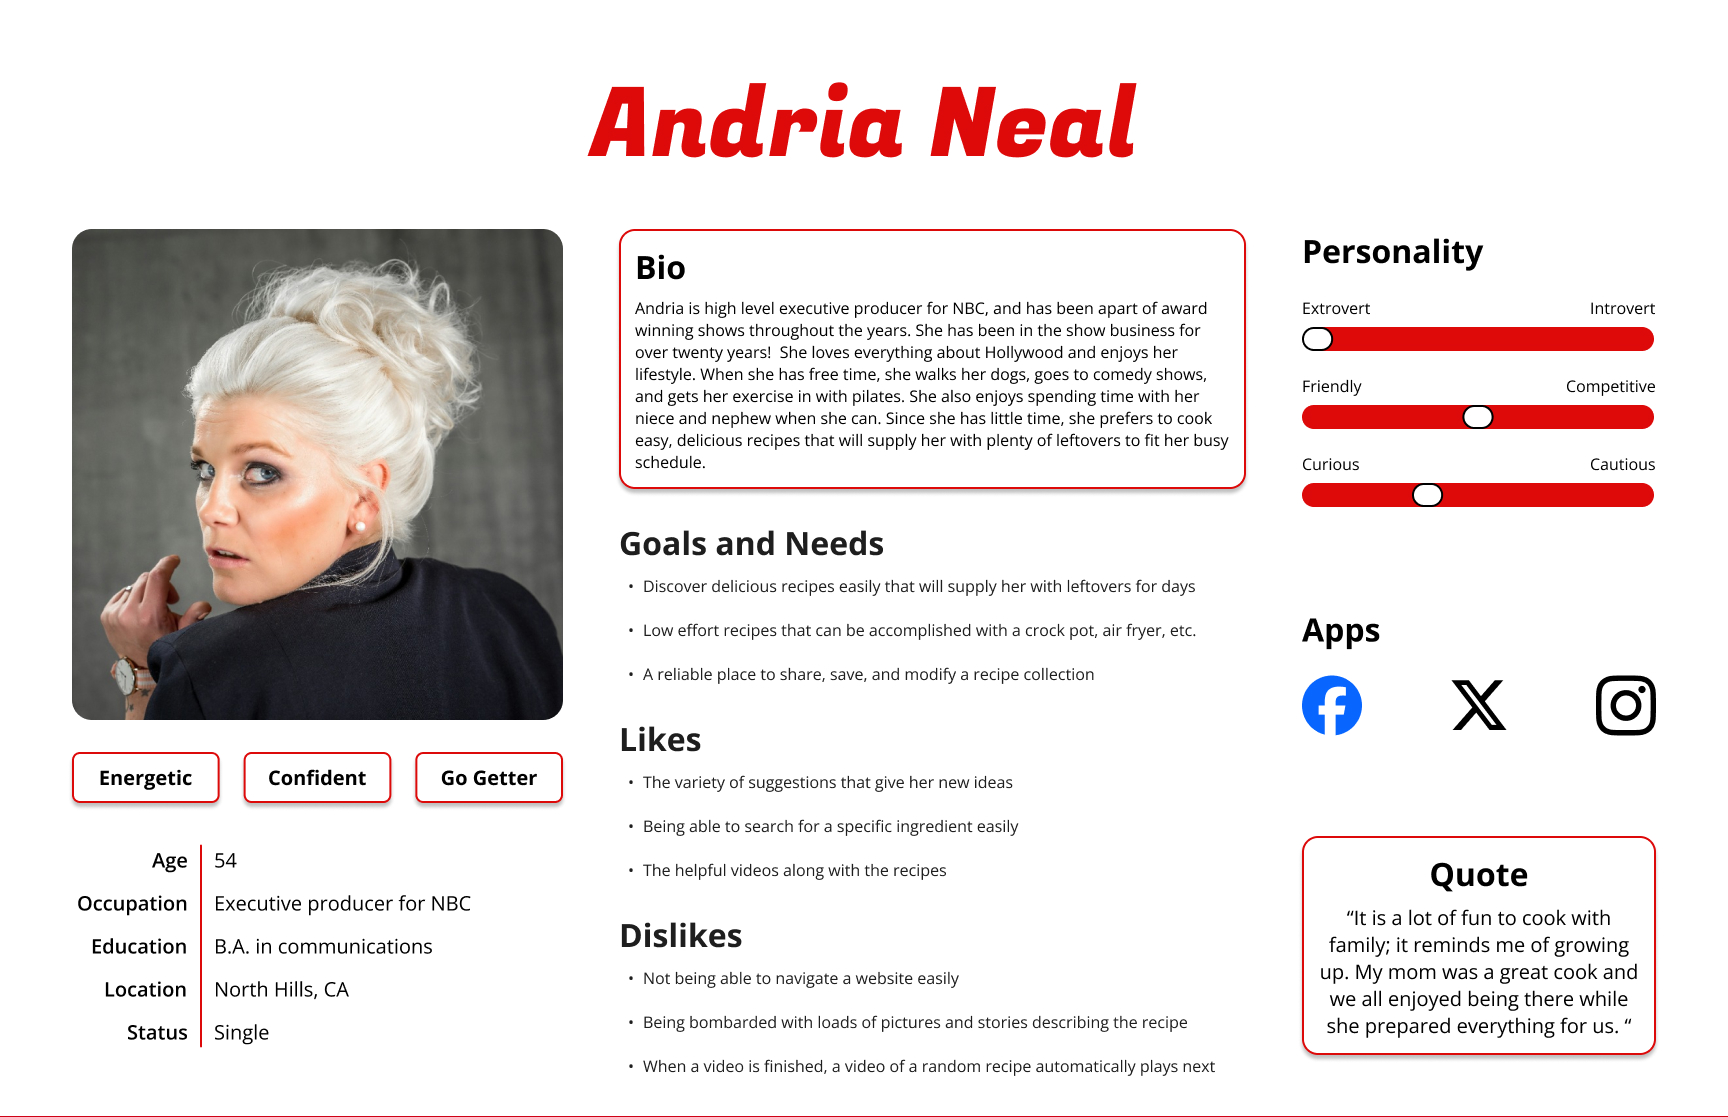 Andria Neal
Energetic
Confident
Go Getter
Age 54
Occupation Executive producer for NBC
Education B.A. in communications
Location North Hills, CA
Status Single
Bio
Andria is high level executive producer for NBC, and has been apart of award
winning shows throughout the years. She has been in the show business for
over twenty years!  She loves everything about Hollywood and enjoys her
lifestyle. When she has free time, she walks her dogs, goes to comedy shows,
and gets her exercise in with pilates. She also enjoys spending time with her
niece and nephew when she can. Since she has little time, she prefers to cook
easy, delicious recipes that will supply her with plenty of leftovers to fit her busy
schedule.
Goals and Needs
• Discover delicious recipes easily that will supply her with leftovers for days
• Low effort recipes that can be accomplished with a crock pot, air fryer, etc.
• A reliable place to share, save, and modify a recipe collection
Likes
• The variety of suggestions that give her new ideas
• Being able to search for a specific ingredient easily
• The helpful videos along with the recipes
Dislikes
• Not being able to navigate a website easily
• Being bombarded with loads of pictures and stories describing the recipe
• When a video is finished, a video of a random recipe automatically plays next
Personality
Extrovert Introvert
Friendly Competitive
Curious Cautious
Apps
Quote
“It is a lot of fun to cook with
family; it reminds me of growing
up. My mom was a great cook and
we all enjoyed being there while
she prepared everything for us. “